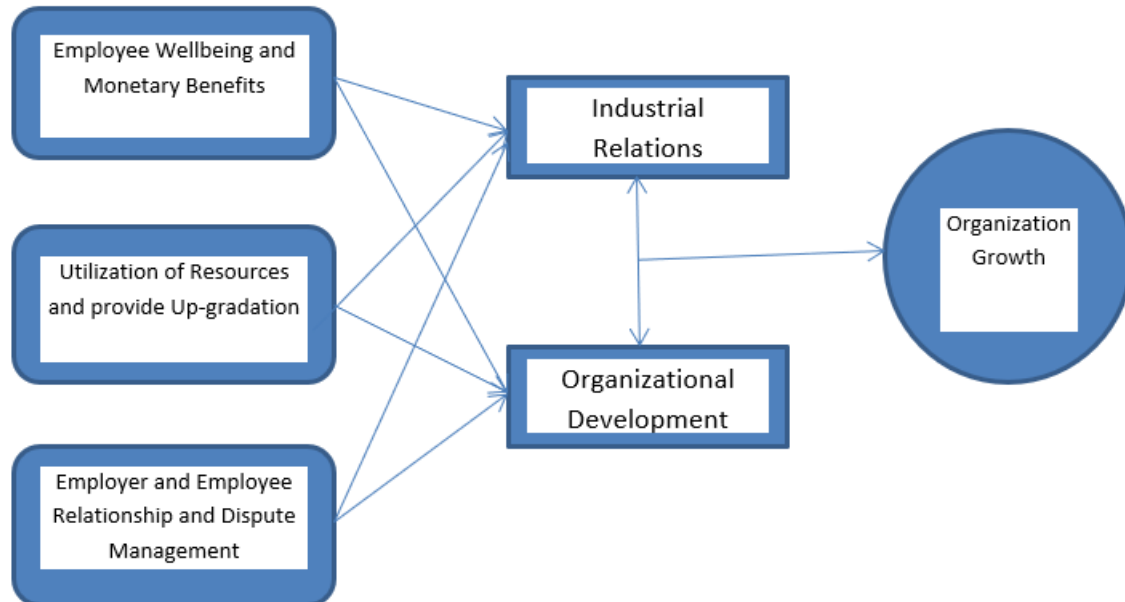 Employee Wellbeing and
Monetary Benefits
Utilization of Resources
and provide Up-gradation
Employer and Employee
Relationship and Dispute
Management
Industrial
Relations
Organizational
Development
Organization
Growth